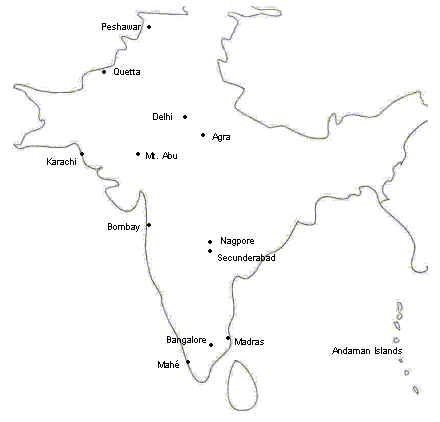 Peshawar
Quetta
Delhi
Agra
Karachi
Mt. Abu
Bombay
Nagpore
Secunderabad
Bangalore
Madras
Andaman Islands
Mahé